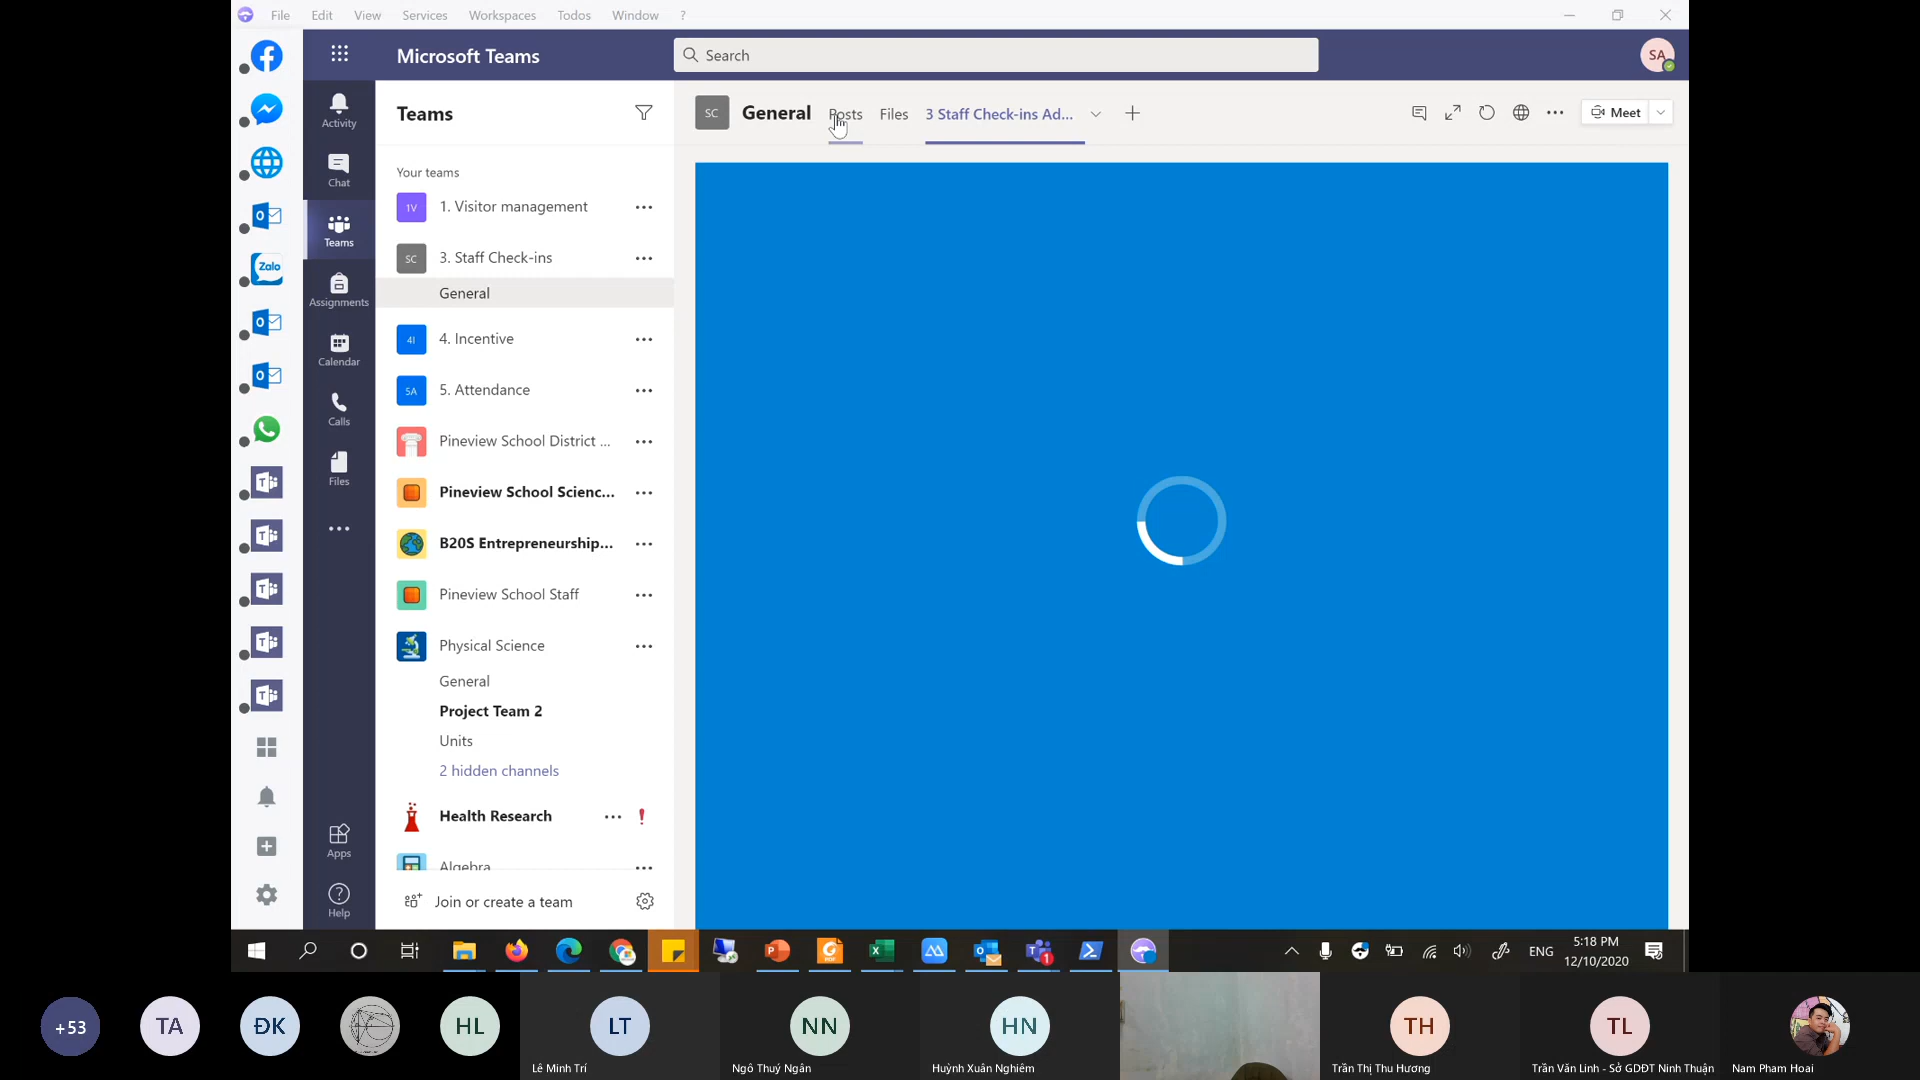 File Edit View Services Workspaces Todos Window ?
Microsoft Teams
Search
SA
Activity
Chat
Teams
Assignments
Calendar
Calls
Files
Apps
Help
Zalo
Teams
Your teams
1V 1. Visitor management
SC 3. Staff Check-ins
General
4I 4. Incentive
5A 5. Attendance
Pineview School District ...
Pineview School Scienc...
B20S Entrepreneurship...
Pineview School Staff
Physical Science
General
Project Team 2
Units
2 hidden channels
Health Research
Algebra
Join or create a team
SC General Posts Files 3 Staff Check-ins Ad...
Meet
ENG
5:18 PM
12/10/2020
+53 TA ĐK HL LT NN HN TH TL
Lê Minh Trí
Ngô Thuý Ngân
Huỳnh Xuân Nghiêm
Trần Thị Thu Hương
Trần Văn Linh - Sở GDĐT Ninh Thuận
Nam Pham Hoai